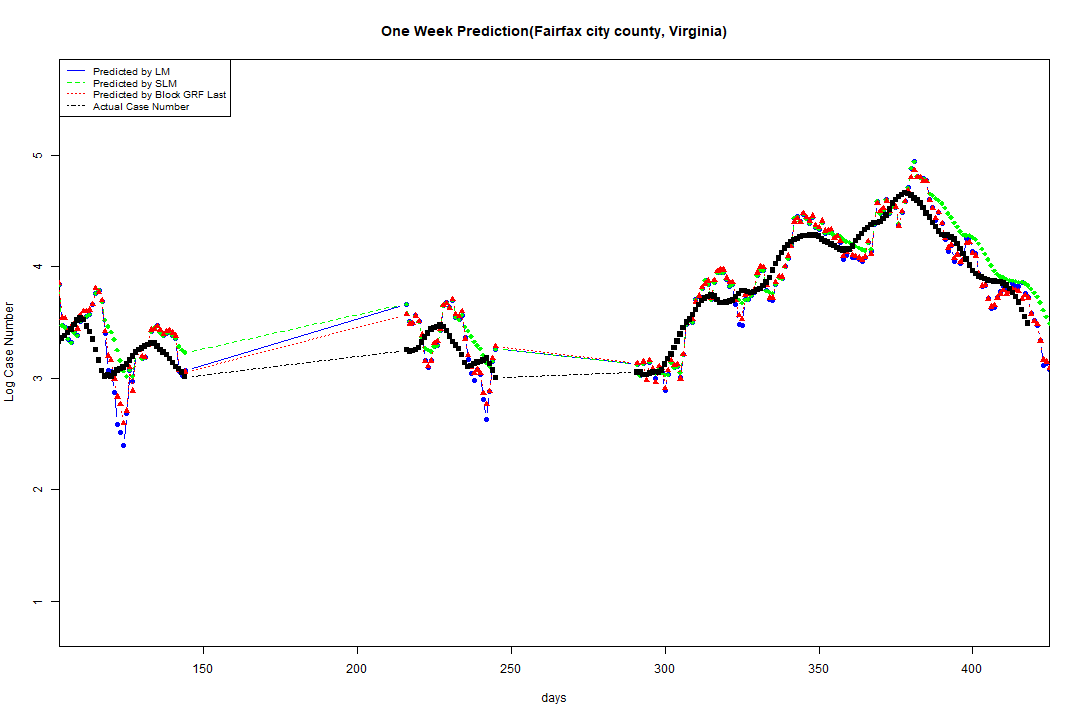 One Week Prediction(Fairfax city county, Virginia)
Predicted by LM
Predicted by SLM
Predicted by Block GRF Last
Actual Case Number
5
4
3
2
1
Log Case Number
150 200 250 300 350 400
days